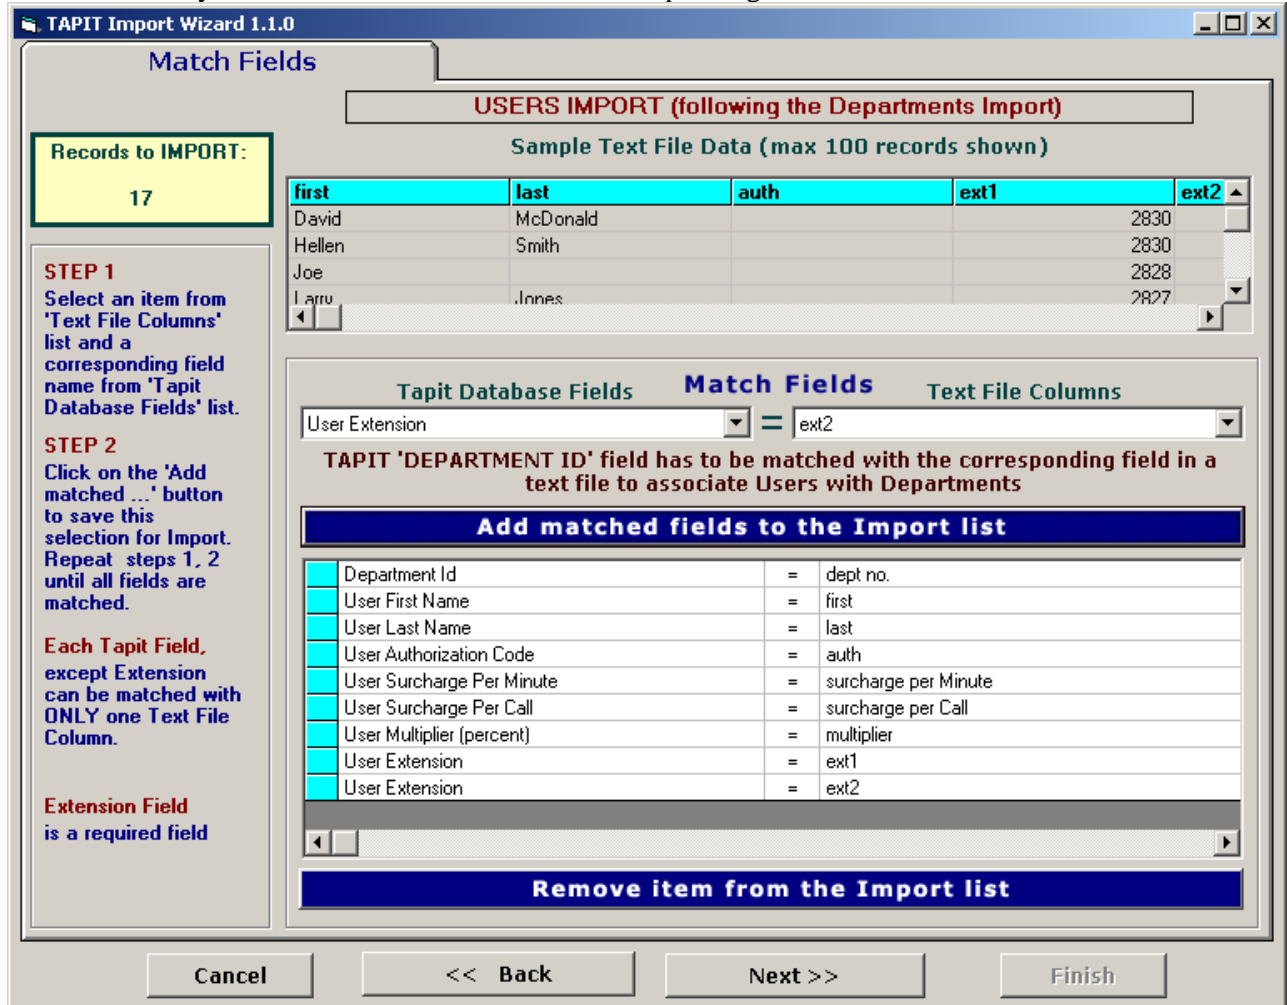 TAPIT Import Wizard 1.1.0
Match Fields
USERS IMPORT (following the Departments Import)
Records to IMPORT:
17
Sample Text File Data (max 100 records shown)
first last auth ext1 ext2
David McDonald 2830
Hellen Smith 2830
Joe 2828
Larry Jones 2827
STEP 1
Select an item from
'Text File Columns'
list and a
corresponding field
name from 'Tapit
Database Fields' list.
STEP 2
Click on the 'Add
matched ...' button
to save this
selection for Import.
Repeat steps 1, 2
until all fields are
matched.
Each Tapit Field,
except Extension
can be matched with
ONLY one Text File
Column.
Extension Field
is a required field
Tapit Database Fields Match Fields Text File Columns
User Extension = ext2
TAPIT 'DEPARTMENT ID' field has to be matched with the corresponding field in a
text file to associate Users with Departments
Add matched fields to the Import list
Department Id = dept no.
User First Name = first
User Last Name = last
User Authorization Code = auth
User Surcharge Per Minute = surcharge per Minute
User Surcharge Per Call = surcharge per Call
User Multiplier (percent) = multiplier
User Extension = ext1
User Extension = ext2
Remove item from the Import list
Cancel << Back Next >> Finish